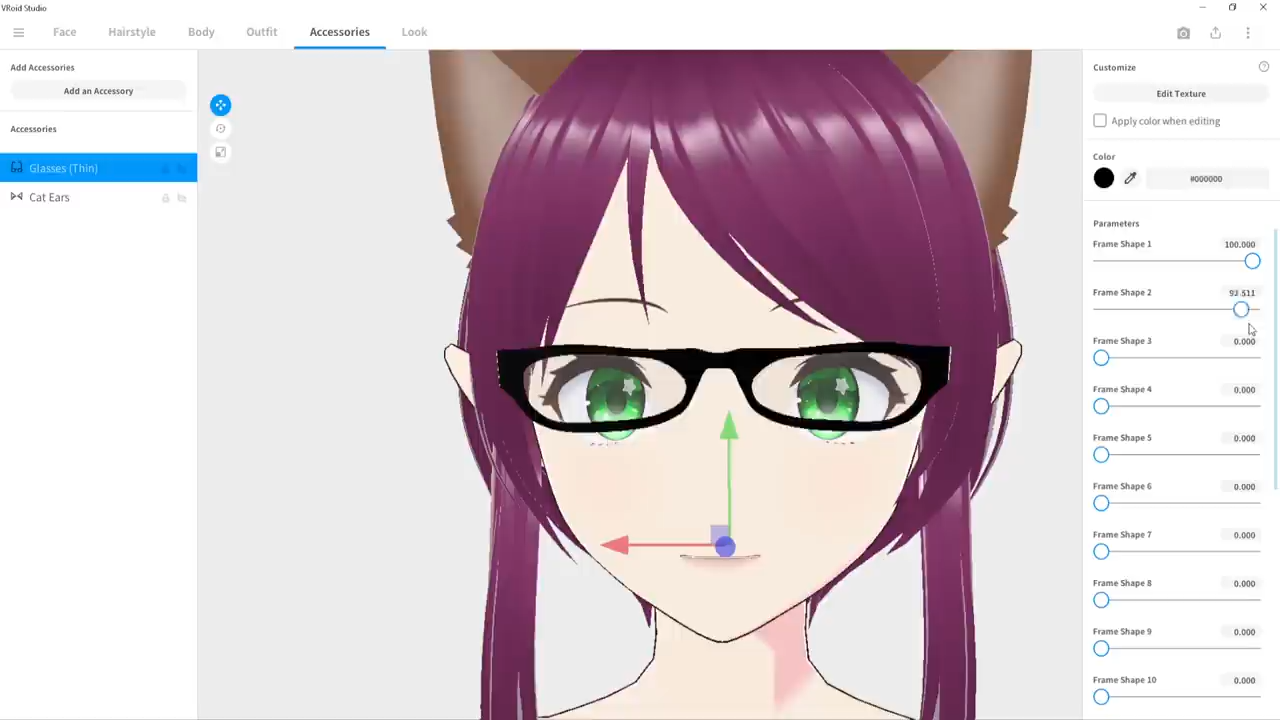 VRoid Studio
Face Hairstyle Body Outfit Accessories Look
Add Accessories
Add an Accessory
Accessories
Glasses (Thin)
Cat Ears
Customize
Edit Texture
Apply color when editing
Color
#000000
Parameters
Frame Shape 1 100.000
Frame Shape 2
Frame Shape 3 0.000
Frame Shape 4 0.000
Frame Shape 5 0.000
Frame Shape 6 0.000
Frame Shape 7 0.000
Frame Shape 8 0.000
Frame Shape 9 0.000
Frame Shape 10 0.000